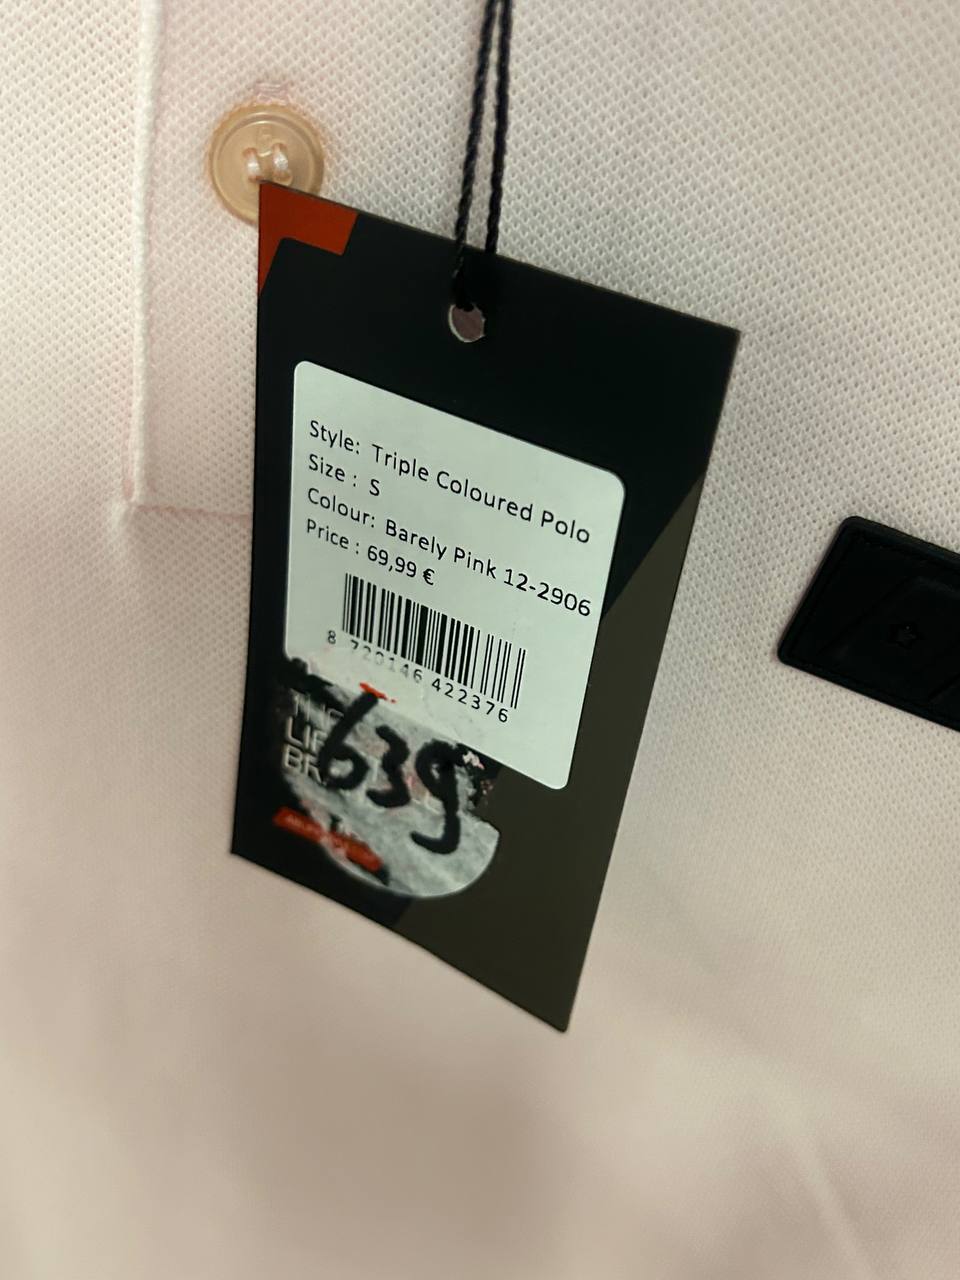 Style: Triple Coloured Polo
Size : S
Colour: Barely Pink 12-2906
Price : 69,99 €
8 720146 422376
639